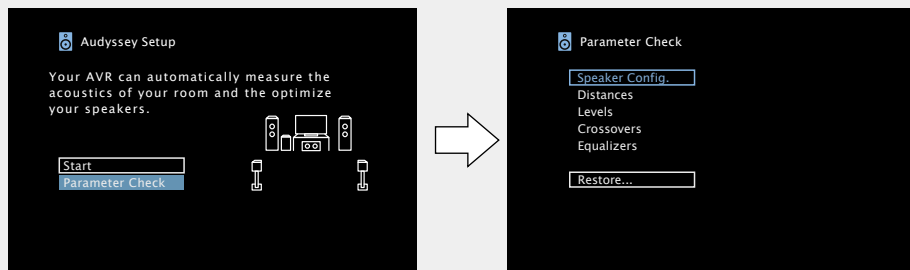 Audyssey Setup
Your AVR can automatically measure the
acoustics of your room and the optimize
your speakers.
Start
Parameter Check
Parameter Check
Speaker Config.
Distances
Levels
Crossovers
Equalizers
Restore...